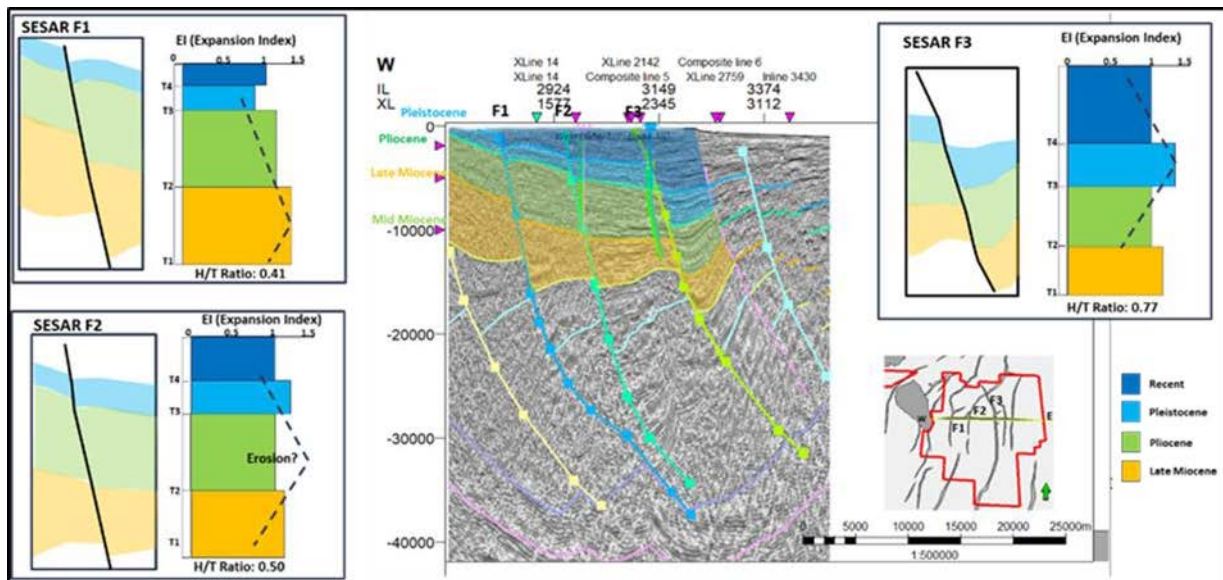 SESAR F1
EI (Expansion Index)
0 0.5 1 1.5
T4
T3
T2
T1
H/T Ratio: 0.41
SESAR F2
EI (Expansion Index)
0 0.5 1 1.5
T4
T3
Erosion?
T2
T1
H/T Ratio: 0.50
W
XLine 14 XLine 2142 Composite line 6
XLine 14 Composite line 5 XLine 2759 Inline 3430
IL 2924 3149 3374
XL 1577 2345 3112
Pleistocene F1 F2 F3
0
Pliocene
Late Miocene
Mid Miocene
-10000
-20000
-30000
-40000
SESAR F3
EI (Expansion Index)
0 0.5 1 1.5
T4
T3
T2
T1
H/T Ratio: 0.77
F3
W F2 E
F1
0 5000 10000 15000 20000 25000m
1:500000
Recent
Pleistocene
Pliocene
Late Miocene